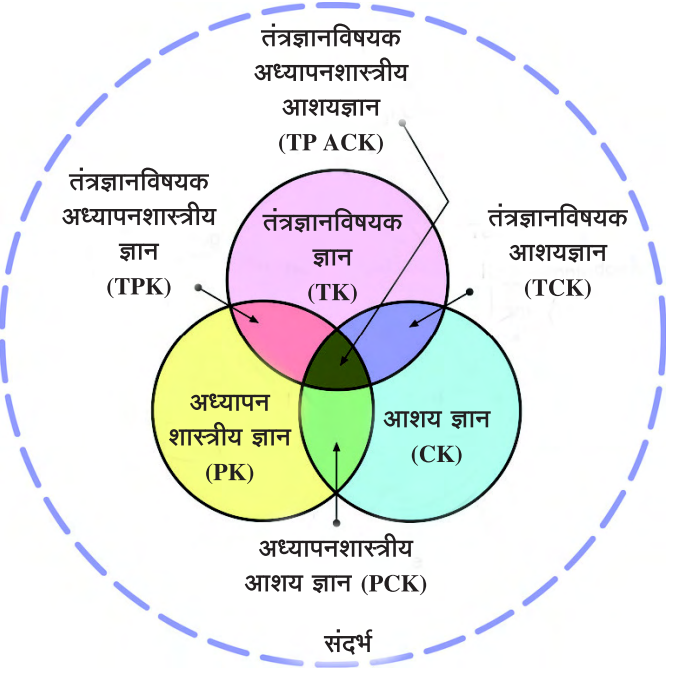 तंत्रज्ञानविषयक
अध्यापनशास्त्रीय
आशयज्ञान
(TP ACK)
तंत्रज्ञानविषयक
अध्यापनशास्त्रीय
ज्ञान
(TPK)
तंत्रज्ञानविषयक
ज्ञान
(TK)
तंत्रज्ञानविषयक
आशयज्ञान
(TCK)
अध्यापन
शास्त्रीय ज्ञान
(PK)
आशय ज्ञान
(CK)
अध्यापनशास्त्रीय
आशय ज्ञान (PCK)
संदर्भ